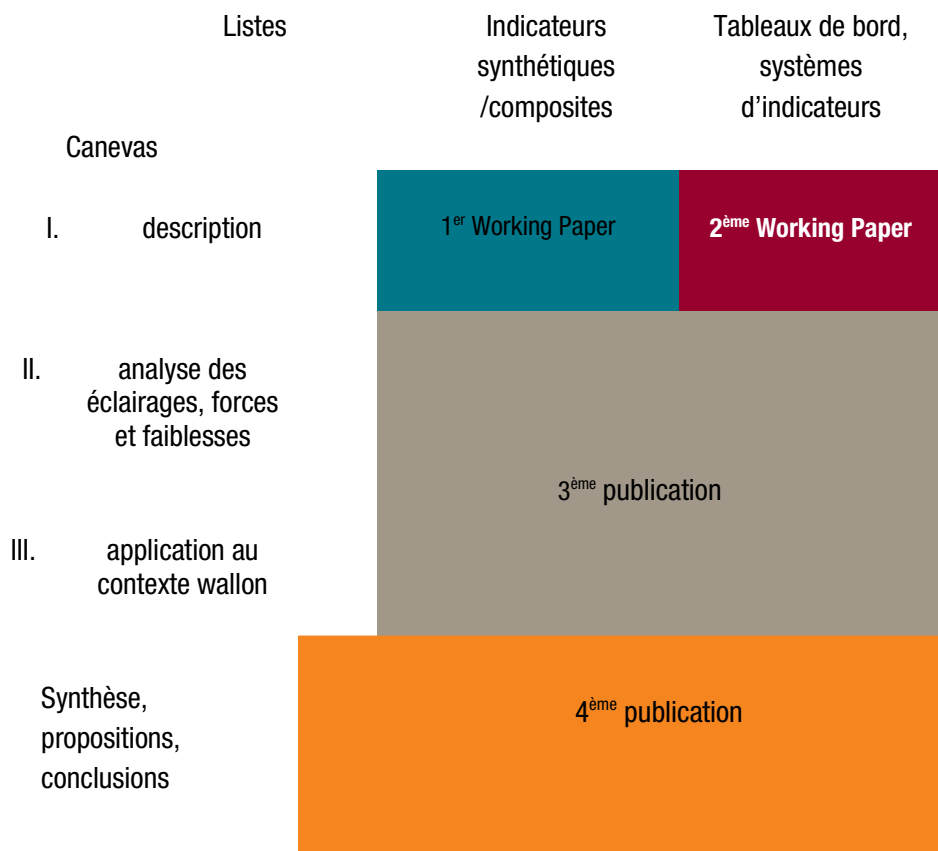 Listes
Indicateurs
synthétiques
/composites
Tableaux de bord,
systèmes
d’indicateurs
Canevas
I. description
1er Working Paper
2ème Working Paper
II. analyse des
éclairages, forces
et faiblesses
3ème publication
III. application au
contexte wallon
Synthèse,
propositions,
conclusions
4ème publication